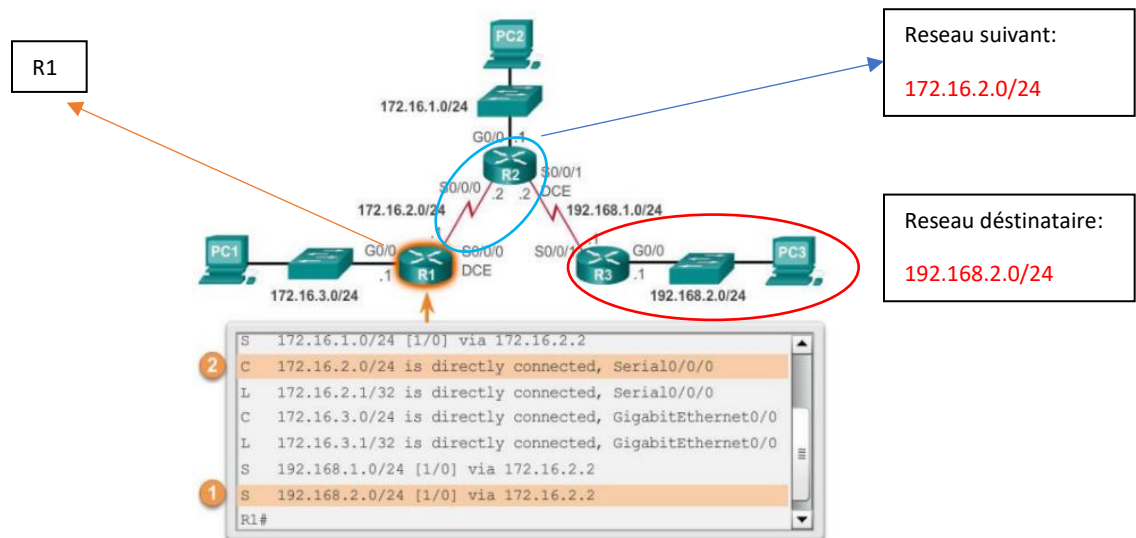 PC2
Reseau suivant:
172.16.2.0/24
R1
172.16.1.0/24
G0/0 .1
R2
S0/0/1
DCE
S0/0/0 .2 .2
172.16.2.0/24
192.168.1.0/24
.1
.1
Reseau déstinataire:
192.168.2.0/24
PC1
G0/0
.1
R1
S0/0/0
DCE
S0/0/1
R3
G0/0
.1
PC3
172.16.3.0/24
192.168.2.0/24
S 172.16.1.0/24 [1/0] via 172.16.2.2
2 C 172.16.2.0/24 is directly connected, Serial0/0/0
L 172.16.2.1/32 is directly connected, Serial0/0/0
C 172.16.3.0/24 is directly connected, GigabitEthernet0/0
L 172.16.3.1/32 is directly connected, GigabitEthernet0/0
S 192.168.1.0/24 [1/0] via 172.16.2.2
1 S 192.168.2.0/24 [1/0] via 172.16.2.2
R1#